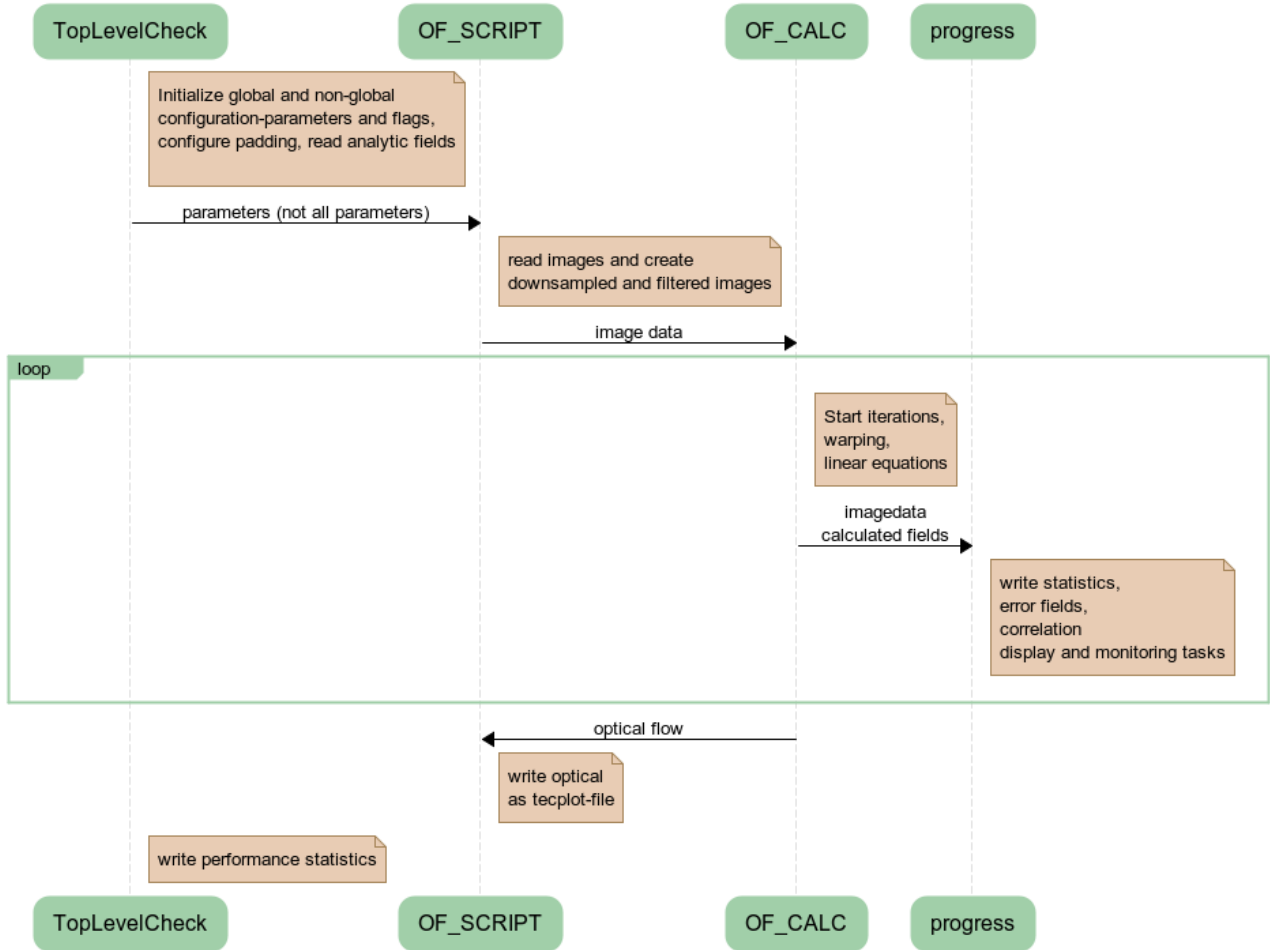 TopLevelCheck
OF_SCRIPT
OF_CALC
progress
Initialize global and non-global
configuration-parameters and flags,
configure padding, read analytic fields
parameters (not all parameters)
read images and create
downsampled and filtered images
image data
loop
Start iterations,
warping,
linear equations
imagedata
calculated fields
write statistics,
error fields,
correlation
display and monitoring tasks
optical flow
write optical
as tecplot-file
write performance statistics
TopLevelCheck
OF_SCRIPT
OF_CALC
progress